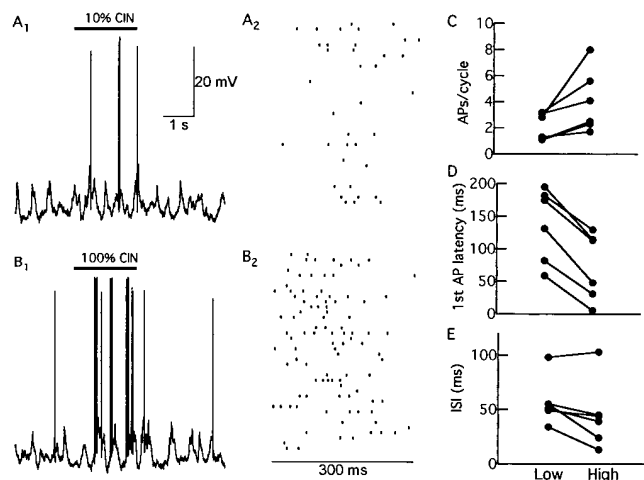 A1
10% CIN
20 mV
1 s
A2
C
10
8
6
4
2
0
APs/cycle
B1
100% CIN
B2
300 ms
D
200
150
100
50
0
1st AP latency (ms)
E
100
50
0
ISI (ms)
Low High